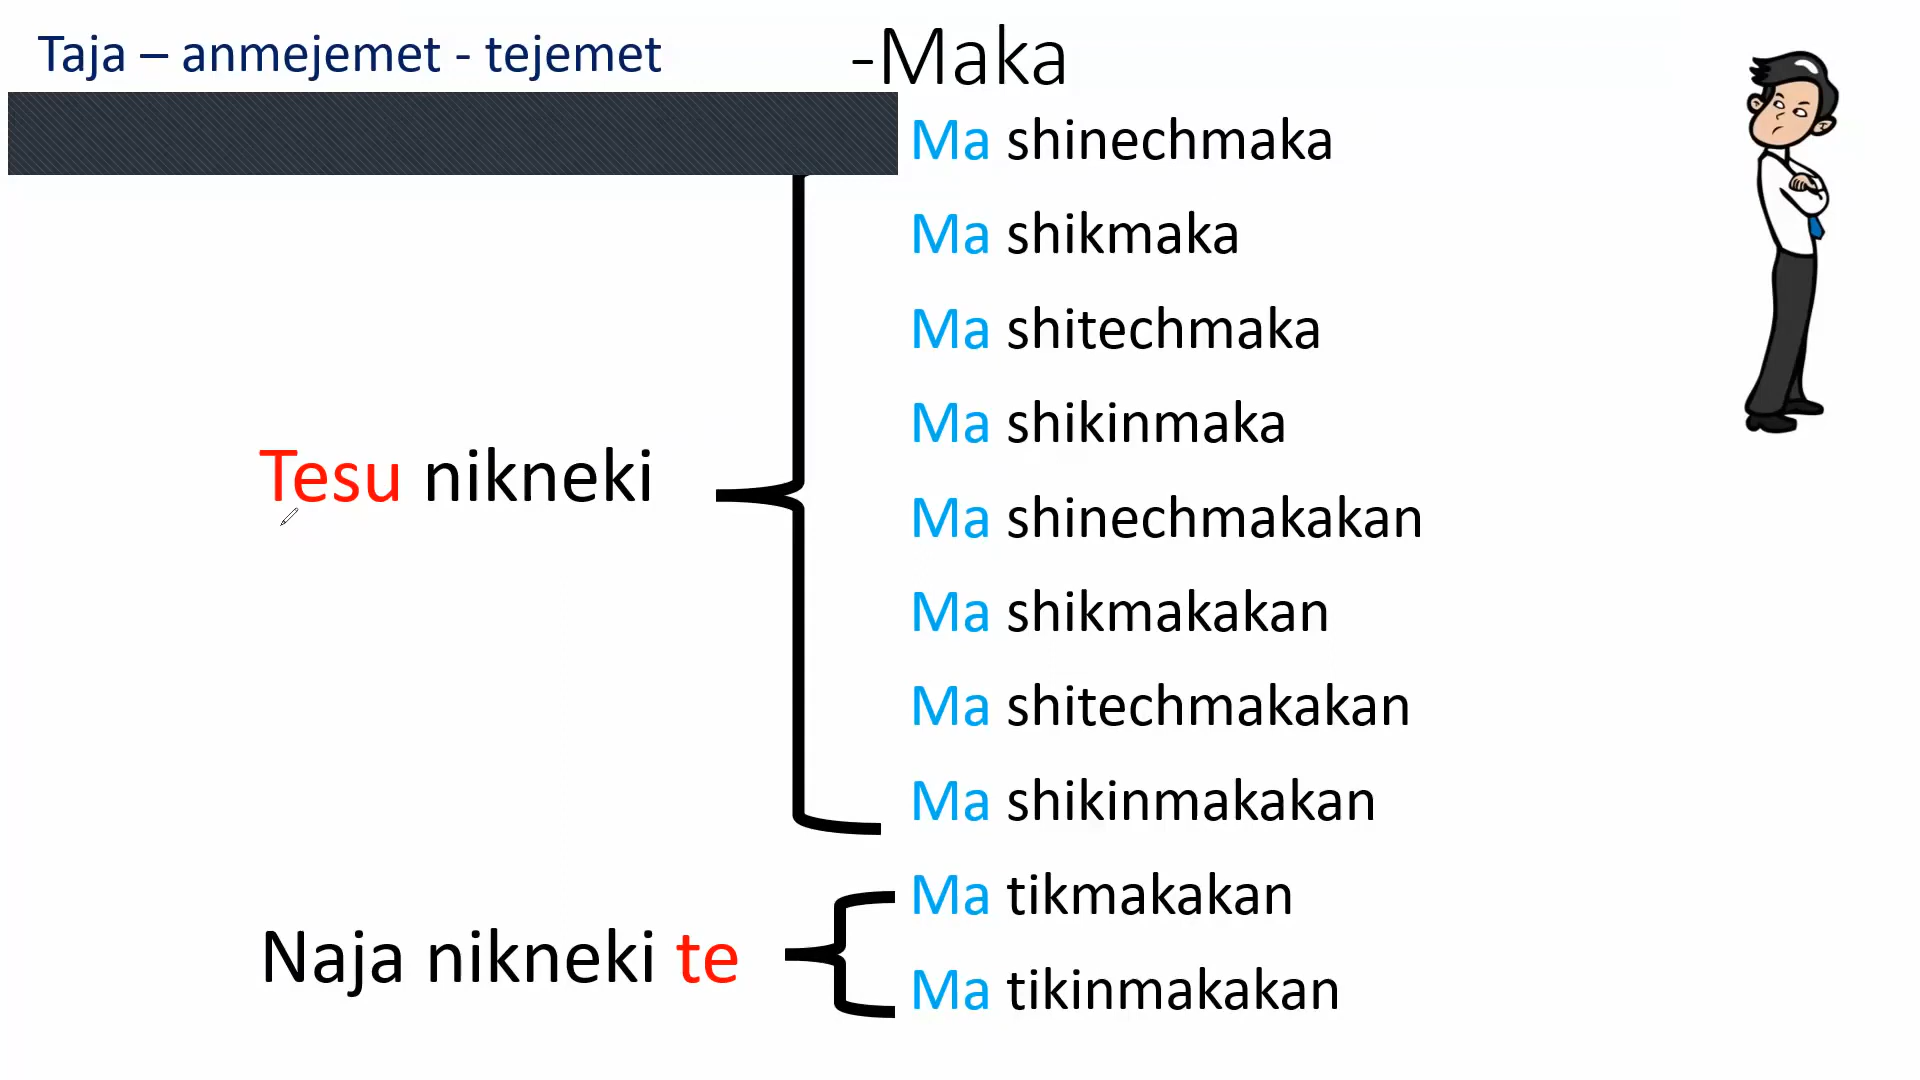 Taja – anmejemet - tejemet
-Maka
Ma shinechmaka
Ma shikmaka
Ma shitechmaka
Ma shikinmaka
Tesu nikneki
Ma shinechmakakan
Ma shikmakakan
Ma shitechmakakan
Ma shikinmakakan
Ma tikmakakan
Naja nikneki te
Ma tikinmakakan